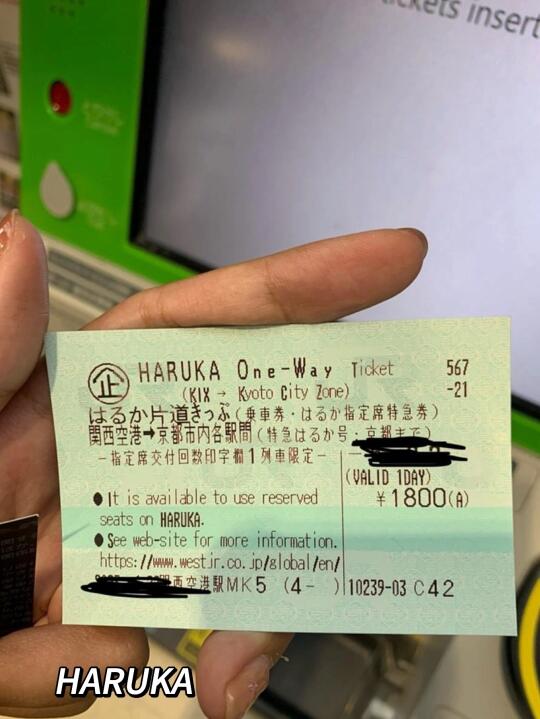 ickets insert
HARUKA One-Way Ticket 567
(KIX → Kyoto City Zone) -21
企
はるか片道きっぷ(乗車券・はるか指定席特急券)
関西空港→京都市内各駅間(特急はるか号・京都まで)
-指定席交付回数印字欄1列車限定-
(VALID 1DAY)
¥1800(A)
●It is available to use reserved
seats on HARUKA.
●See web-site for more information.
https://www.westjr.co.jp/global/en/
西空港駅MK5 (4- ) 10239-03 C42
HARUKA